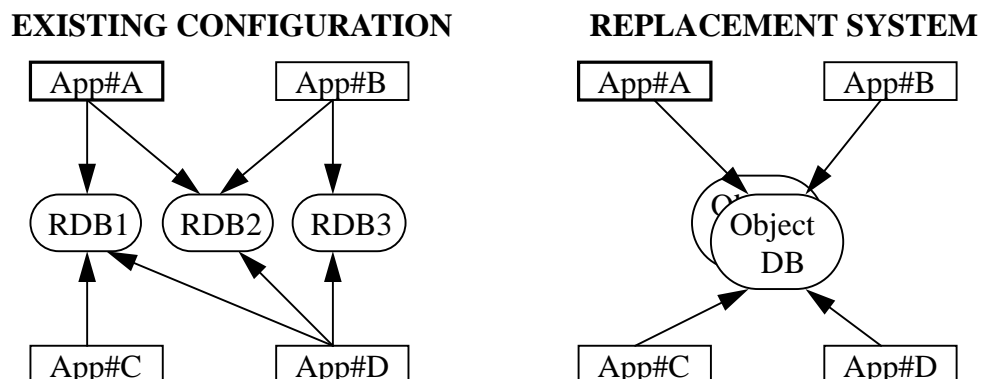 EXISTING CONFIGURATION
REPLACEMENT SYSTEM
App#A
App#B
App#A
App#B
RDB1
RDB2
RDB3
Object
DB
App#C
App#D
App#C
App#D